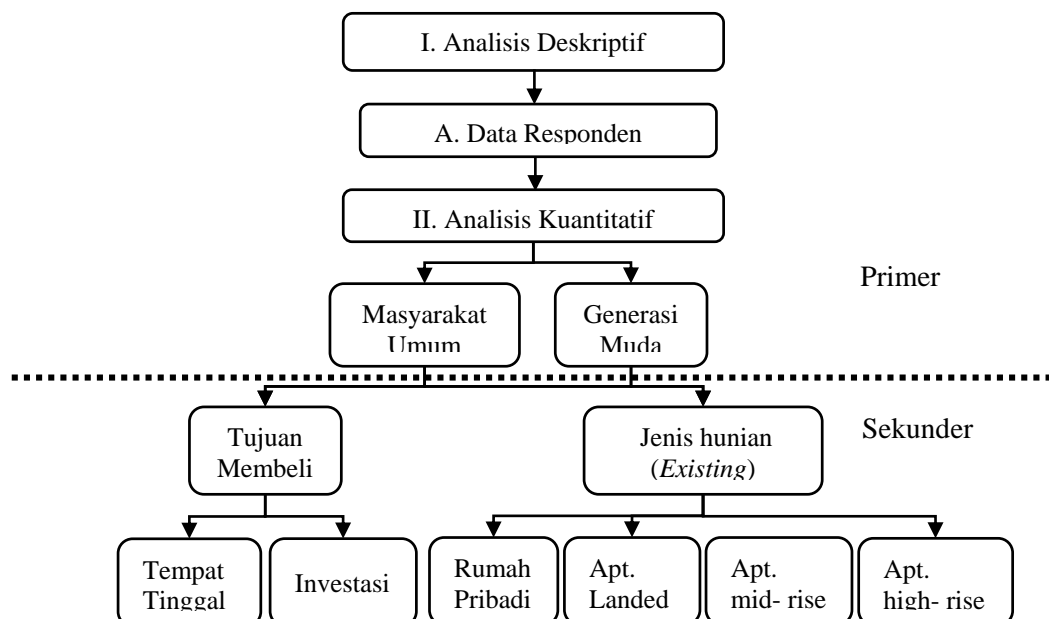 I. Analisis Deskriptif
A. Data Responden
II. Analisis Kuantitatif
Primer
Masyarakat
Umum
Generasi
Muda
Sekunder
Tujuan
Membeli
Jenis hunian
(Existing)
Tempat
Tinggal
Investasi
Rumah
Pribadi
Apt.
Landed
Apt.
mid- rise
Apt.
high- rise